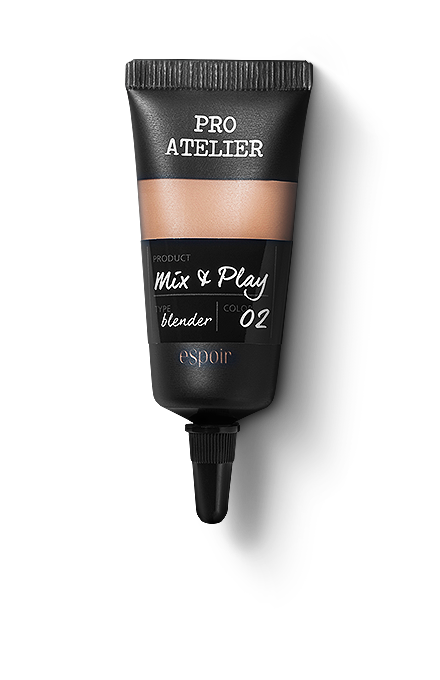 PRO
ATELIER
PRODUCT
Mix & Play
TYPE COLOR
blender 02
espoir